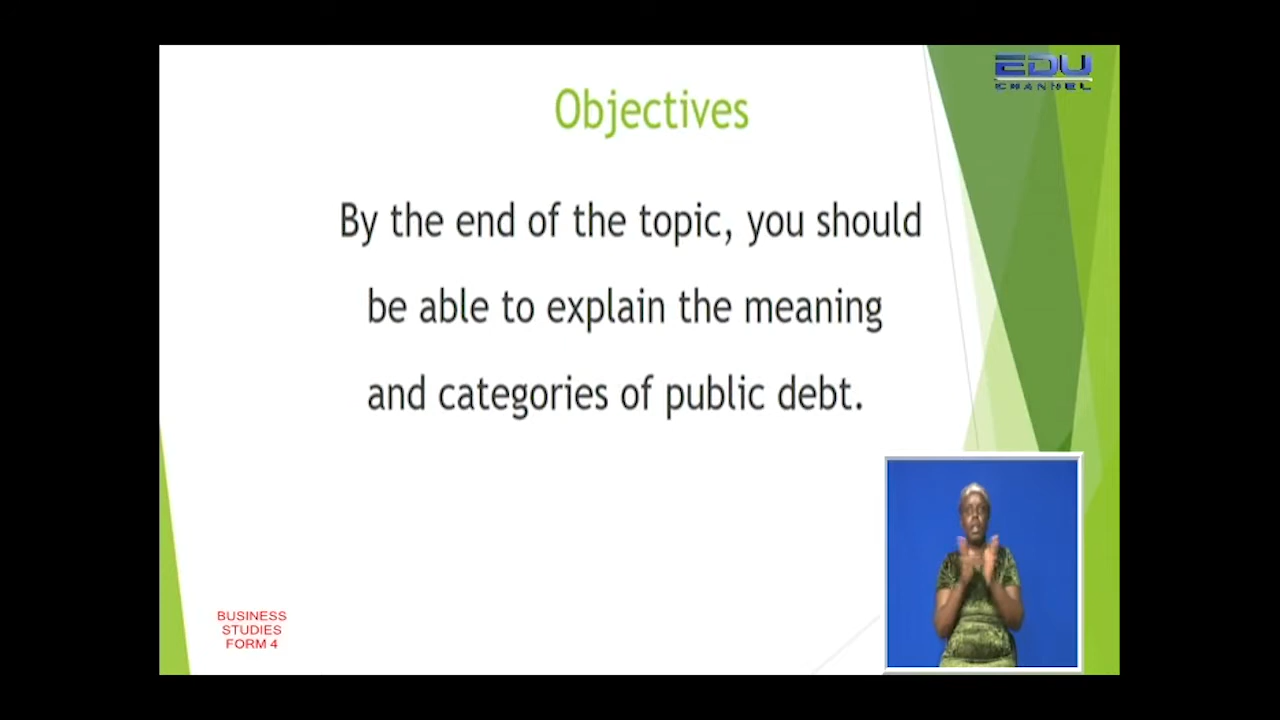 EDU
CHANNEL
Objectives
By the end of the topic, you should
be able to explain the meaning
and categories of public debt.
BUSINESS
STUDIES
FORM 4